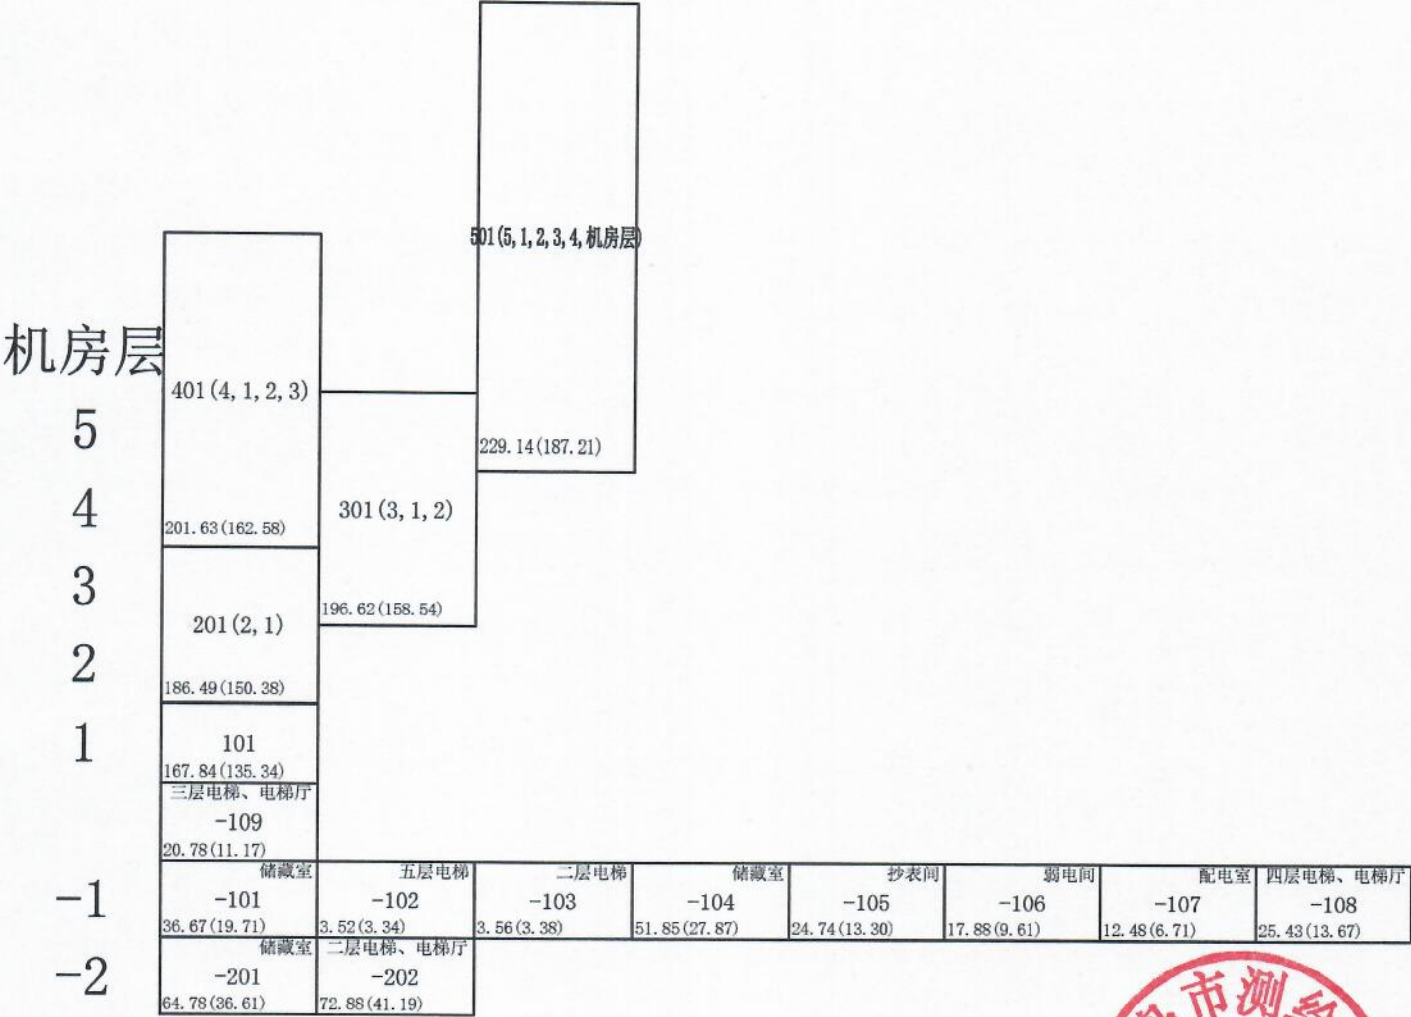 501(5,1,2,3,4,机房层)
229.14(187.21)
机房层
5
4
3
2
1
-1
-2
401(4,1,2,3)
201.63(162.58)
301(3,1,2)
196.62(158.54)
201(2,1)
186.49(150.38)
101
167.84(135.34)
三层电梯、电梯厅
-109
20.78(11.17)
储藏室
-101
36.67(19.71)
五层电梯
-102
3.52(3.34)
二层电梯
-103
3.56(3.38)
储藏室
-104
51.85(27.87)
抄表间
-105
24.74(13.30)
弱电间
-106
17.88(9.61)
配电室
-107
12.48(6.71)
四层电梯、电梯厅
-108
25.43(13.67)
储藏室
-201
64.78(36.61)
二层电梯、电梯厅
-202
72.88(41.19)
市测